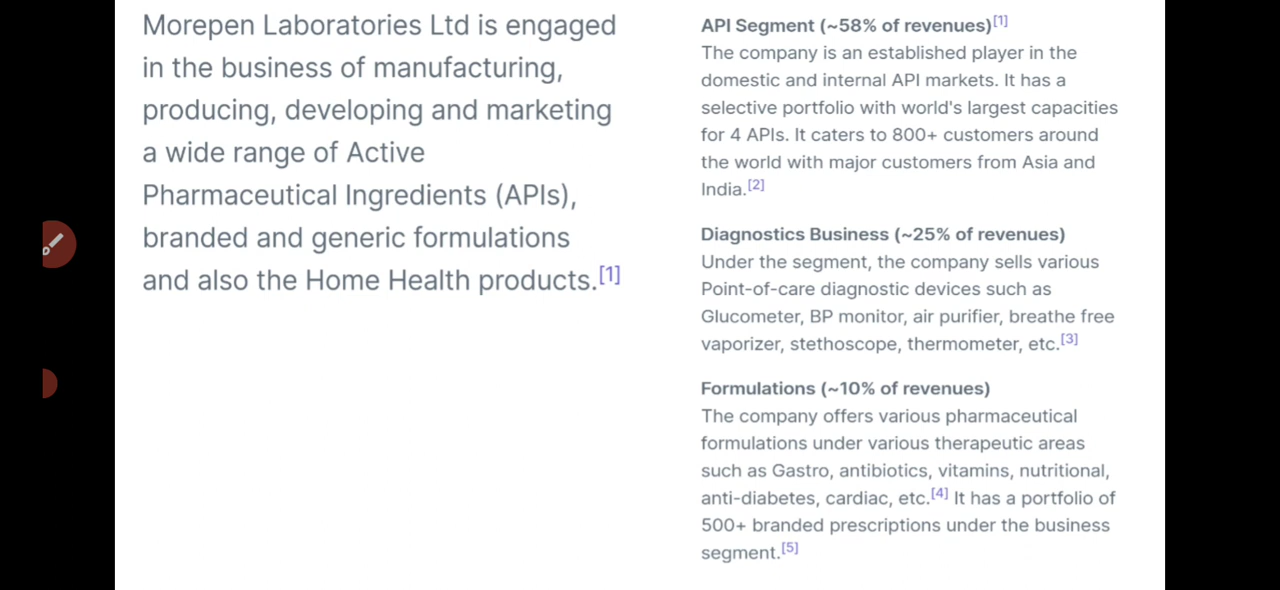 Morepen Laboratories Ltd is engaged
in the business of manufacturing,
producing, developing and marketing
a wide range of Active
Pharmaceutical Ingredients (APIs),
branded and generic formulations
and also the Home Health products.[1]
API Segment (~58% of revenues)[1]
The company is an established player in the
domestic and internal API markets. It has a
selective portfolio with world's largest capacities
for 4 APIs. It caters to 800+ customers around
the world with major customers from Asia and
India.[2]
Diagnostics Business (~25% of revenues)
Under the segment, the company sells various
Point-of-care diagnostic devices such as
Glucometer, BP monitor, air purifier, breathe free
vaporizer, stethoscope, thermometer, etc.[3]
Formulations (~10% of revenues)
The company offers various pharmaceutical
formulations under various therapeutic areas
such as Gastro, antibiotics, vitamins, nutritional,
anti-diabetes, cardiac, etc.[4] It has a portfolio of
500+ branded prescriptions under the business
segment.[5]